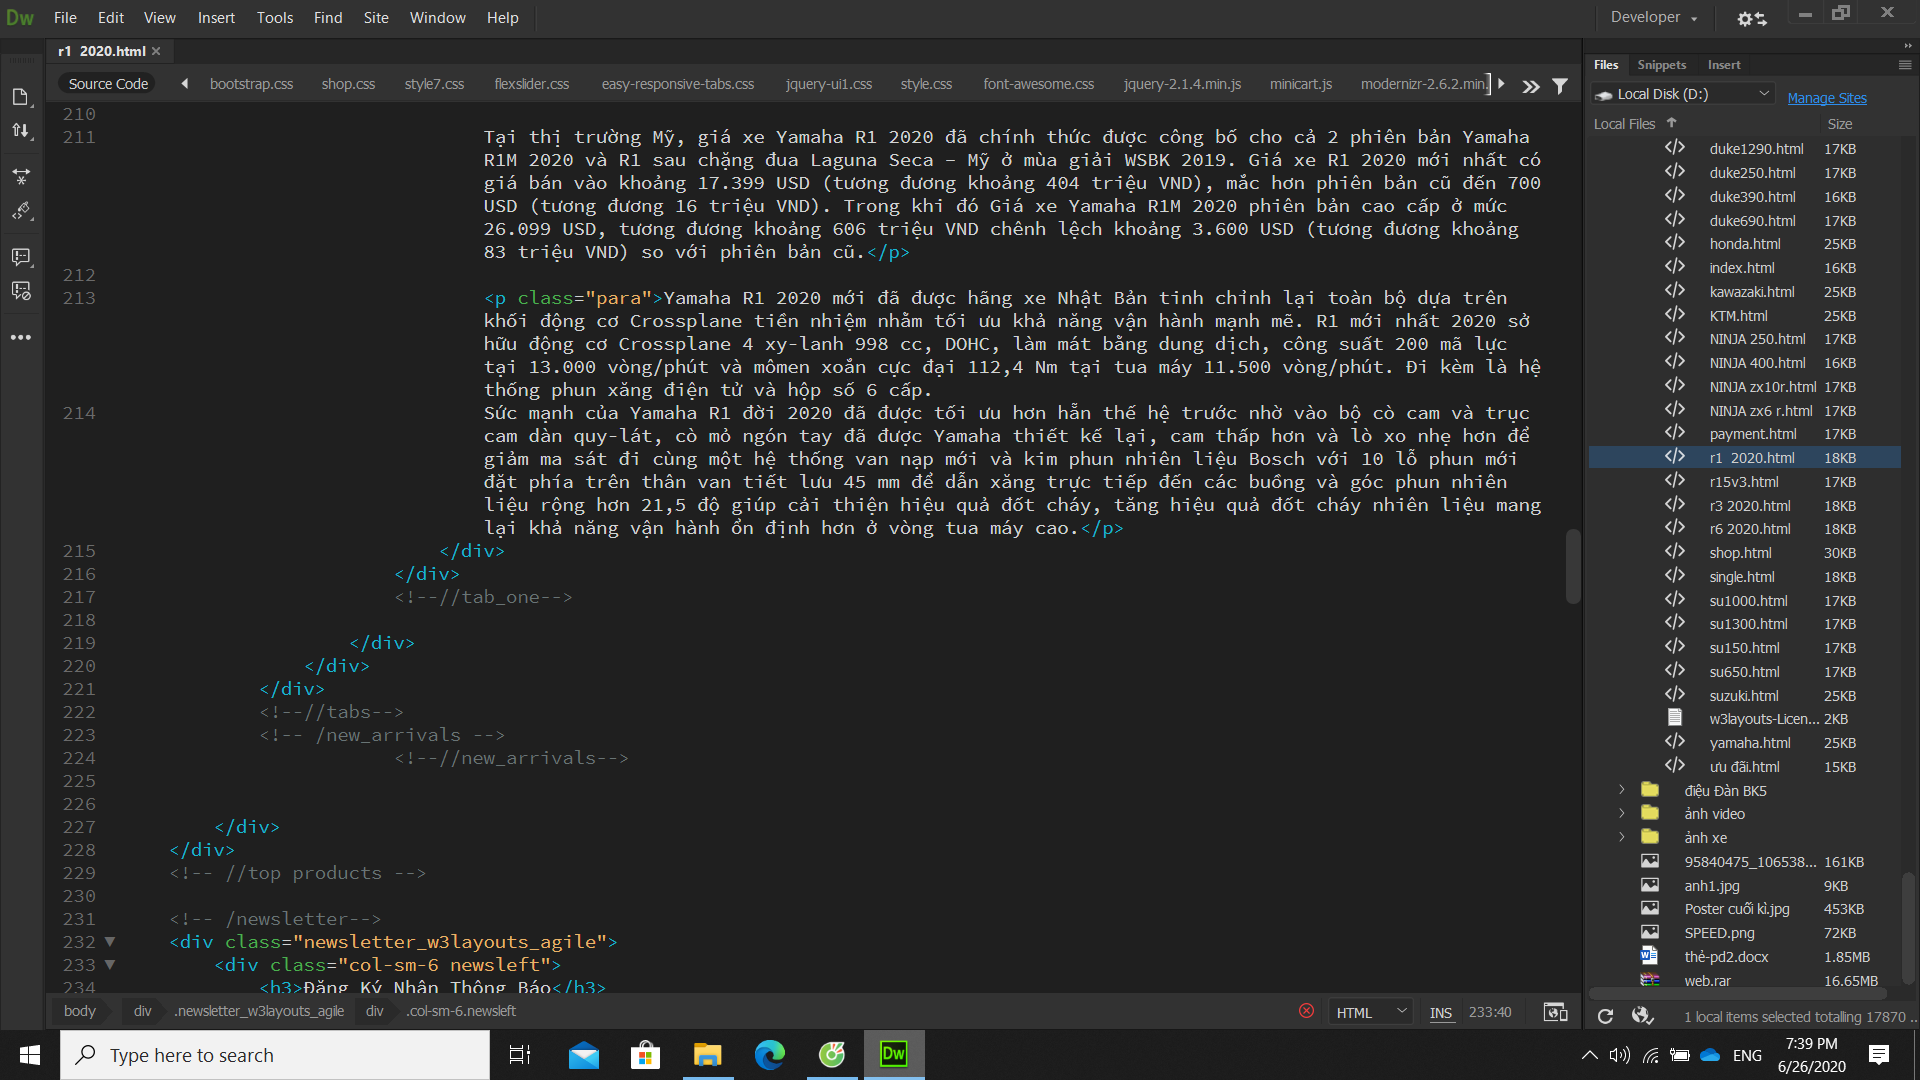 Dw File Edit View Insert Tools Find Site Window Help Developer
r1 2020.html
Source Code bootstrap.css shop.css style7.css flexslider.css easy-responsive-tabs.css jquery-ui1.css style.css font-awesome.css jquery-2.1.4.min.js minicart.js modernizr-2.6.2.min.
210
211 Tại thị trường Mỹ, giá xe Yamaha R1 2020 đã chính thức được công bố cho cả 2 phiên bản Yamaha
R1M 2020 và R1 sau chặng đua Laguna Seca – Mỹ ở mùa giải WSBK 2019. Giá xe R1 2020 mới nhất có
giá bán vào khoảng 17.399 USD (tương đương khoảng 404 triệu VND), mắc hơn phiên bản cũ đến 700
USD (tương đương 16 triệu VND). Trong khi đó Giá xe Yamaha R1M 2020 phiên bản cao cấp ở mức
26.099 USD, tương đương khoảng 606 triệu VND chênh lệch khoảng 3.600 USD (tương đương khoảng
83 triệu VND) so với phiên bản cũ.</p>
212
213 <p class="para">Yamaha R1 2020 mới đã được hãng xe Nhật Bản tinh chỉnh lại toàn bộ dựa trên
khối động cơ Crossplane tiền nhiệm nhằm tối ưu khả năng vận hành mạnh mẽ. R1 mới nhất 2020 sở
hữu động cơ Crossplane 4 xy-lanh 998 cc, DOHC, làm mát bằng dung dịch, công suất 200 mã lực
tại 13.000 vòng/phút và mômen xoắn cực đại 112,4 Nm tại tua máy 11.500 vòng/phút. Đi kèm là hệ
thống phun xăng điện tử và hộp số 6 cấp.
214 Sức mạnh của Yamaha R1 đời 2020 đã được tối ưu hơn hẵn thế hệ trước nhờ vào bộ cò cam và trục
cam dàn quy-lát, cò mỏ ngón tay đã được Yamaha thiết kế lại, cam thấp hơn và lò xo nhẹ hơn để
giảm ma sát đi cùng một hệ thống van nạp mới và kim phun nhiên liệu Bosch với 10 lỗ phun mới
đặt phía trên thân van tiết lưu 45 mm để dẫn xăng trực tiếp đến các buồng và góc phun nhiên
liệu rộng hơn 21,5 độ giúp cải thiện hiệu quả đốt cháy, tăng hiệu quả đốt cháy nhiên liệu mang
lại khả năng vận hành ổn định hơn ở vòng tua máy cao.</p>
215 </div>
216 </div>
217 <!--//tab_one-->
218
219 </div>
220 </div>
221 </div>
222 <!--//tabs-->
223 <!-- /new_arrivals -->
224 <!--//new_arrivals-->
225
226
227 </div>
228 </div>
229 <!-- //top products -->
230
231 <!-- /newsletter-->
232 <div class="newsletter_w3layouts_agile">
233 <div class="col-sm-6 newsleft">
234 <h3>Đăng Ký Nhận Thông Báo</h3>
body div .newsletter_w3layouts_agile div .col-sm-6.newsleft HTML INS 233:40
Files Snippets Insert
Local Disk (D:) Manage Sites
Local Files Size
duke1290.html 17KB
duke250.html 17KB
duke390.html 16KB
duke690.html 17KB
honda.html 25KB
index.html 16KB
kawazaki.html 25KB
KTM.html 25KB
NINJA 250.html 17KB
NINJA 400.html 16KB
NINJA zx10r.html 17KB
NINJA zx6 r.html 17KB
payment.html 17KB
r1 2020.html 18KB
r15v3.html 17KB
r3 2020.html 18KB
r6 2020.html 18KB
shop.html 30KB
single.html 18KB
su1000.html 17KB
su1300.html 17KB
su150.html 17KB
su650.html 17KB
suzuki.html 25KB
w3layouts-Licen... 2KB
yamaha.html 25KB
ưu đãi.html 15KB
điệu Đàn BK5
ảnh video
ảnh xe
95840475_106538... 161KB
anh1.jpg 9KB
Poster cuối kì.jpg 453KB
SPEED.png 72KB
thẻ-pd2.docx 1.85MB
web.rar 16.65MB
1 local items selected totalling 17870 ..
Type here to search
Dw
ENG
7:39 PM
6/26/2020